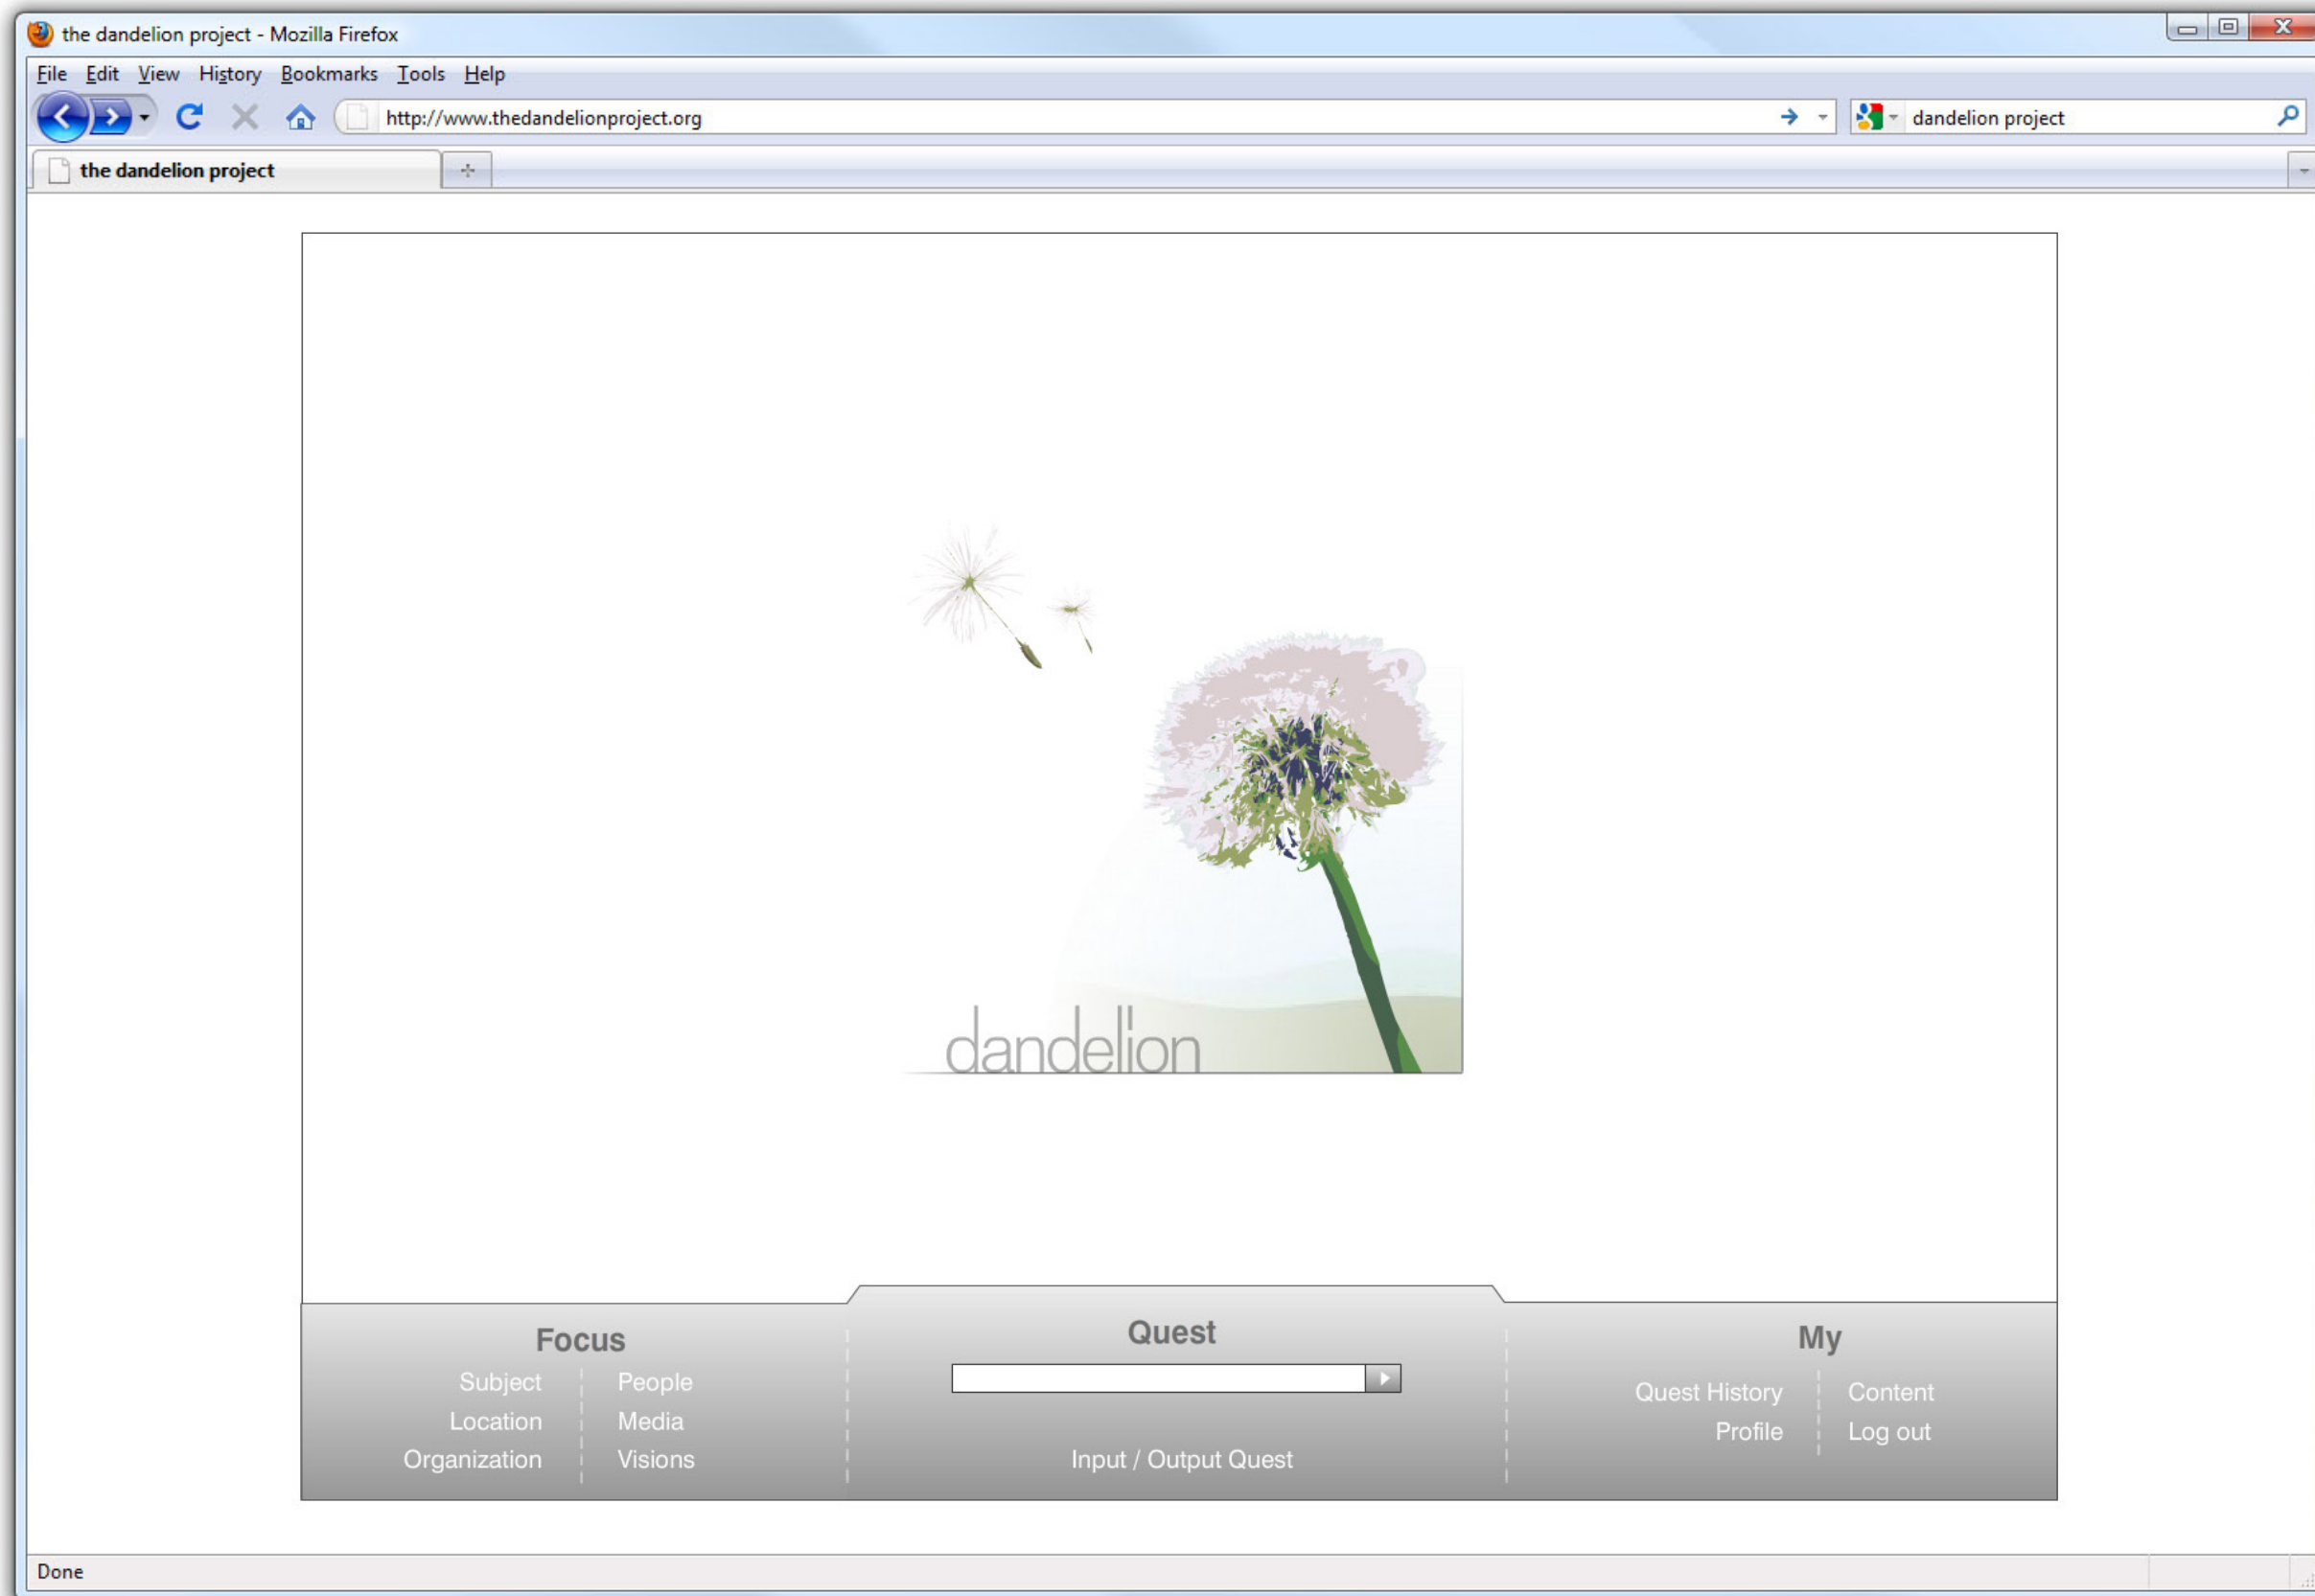 the dandelion project - Mozilla Firefox
File Edit View History Bookmarks Tools Help
http://www.thedandelionproject.org
dandelion project
the dandelion project
dandelion
Focus
Subject People
Location Media
Organization Visions
Quest
Input / Output Quest
My
Quest History Content
Profile Log out
Done